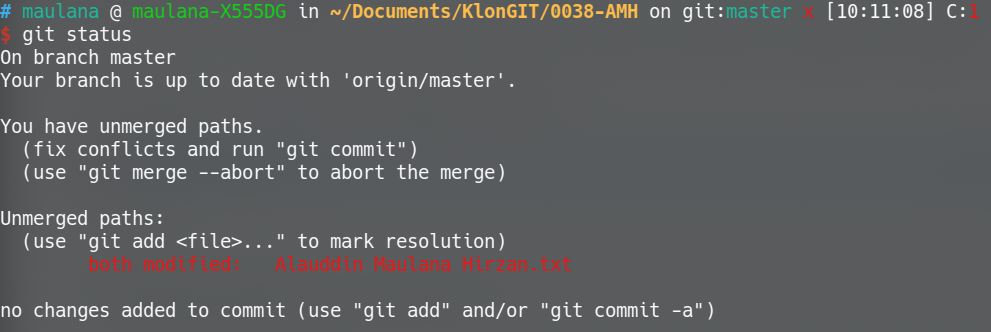 # maulana @ maulana-X555DG in ~/Documents/KlonGIT/0038-AMH on git:master x [10:11:08] C:1
$ git status
On branch master
Your branch is up to date with 'origin/master'.
You have unmerged paths.
(fix conflicts and run "git commit")
(use "git merge --abort" to abort the merge)
Unmerged paths:
(use "git add <file>..." to mark resolution)
both modified: Alauddin Maulana Hirzan.txt
no changes added to commit (use "git add" and/or "git commit -a")